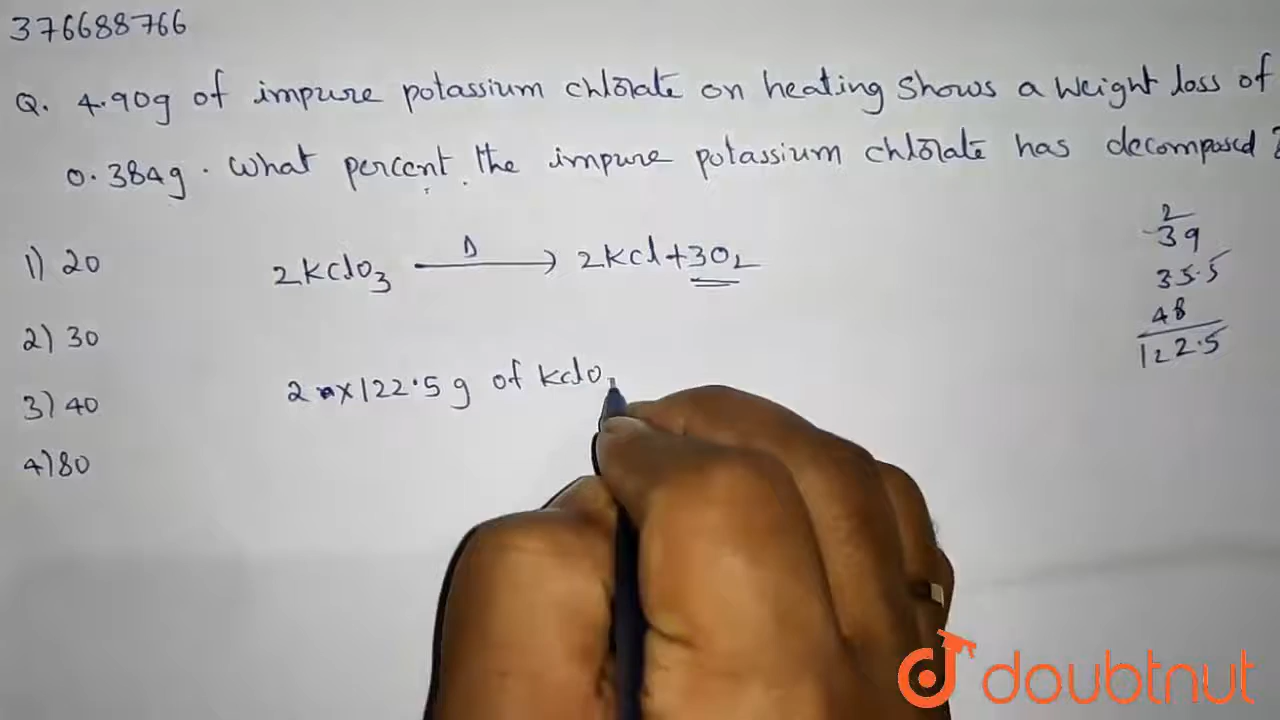 376688766
Q. 4.90g of impure potassium chlorate on heating shows a weight loss of
0.384g. What percent the impure potassium chlorate has decomposed?
1) 20
2) 30
3) 40
4) 80
2KClO3 Δ → 2KCl + 3O2
2 × 122.5 g of KClO
2
39
35.5
48
122.5
doubtnut